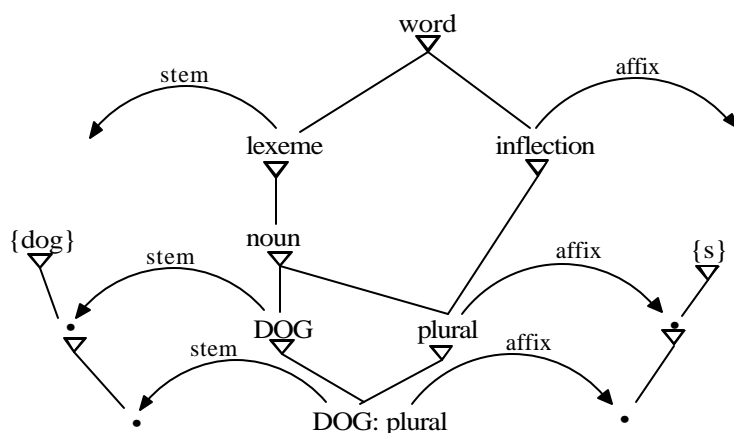 word
stem
affix
lexeme
inflection
{dog}
noun
{s}
stem
affix
DOG
plural
stem
affix
DOG: plural